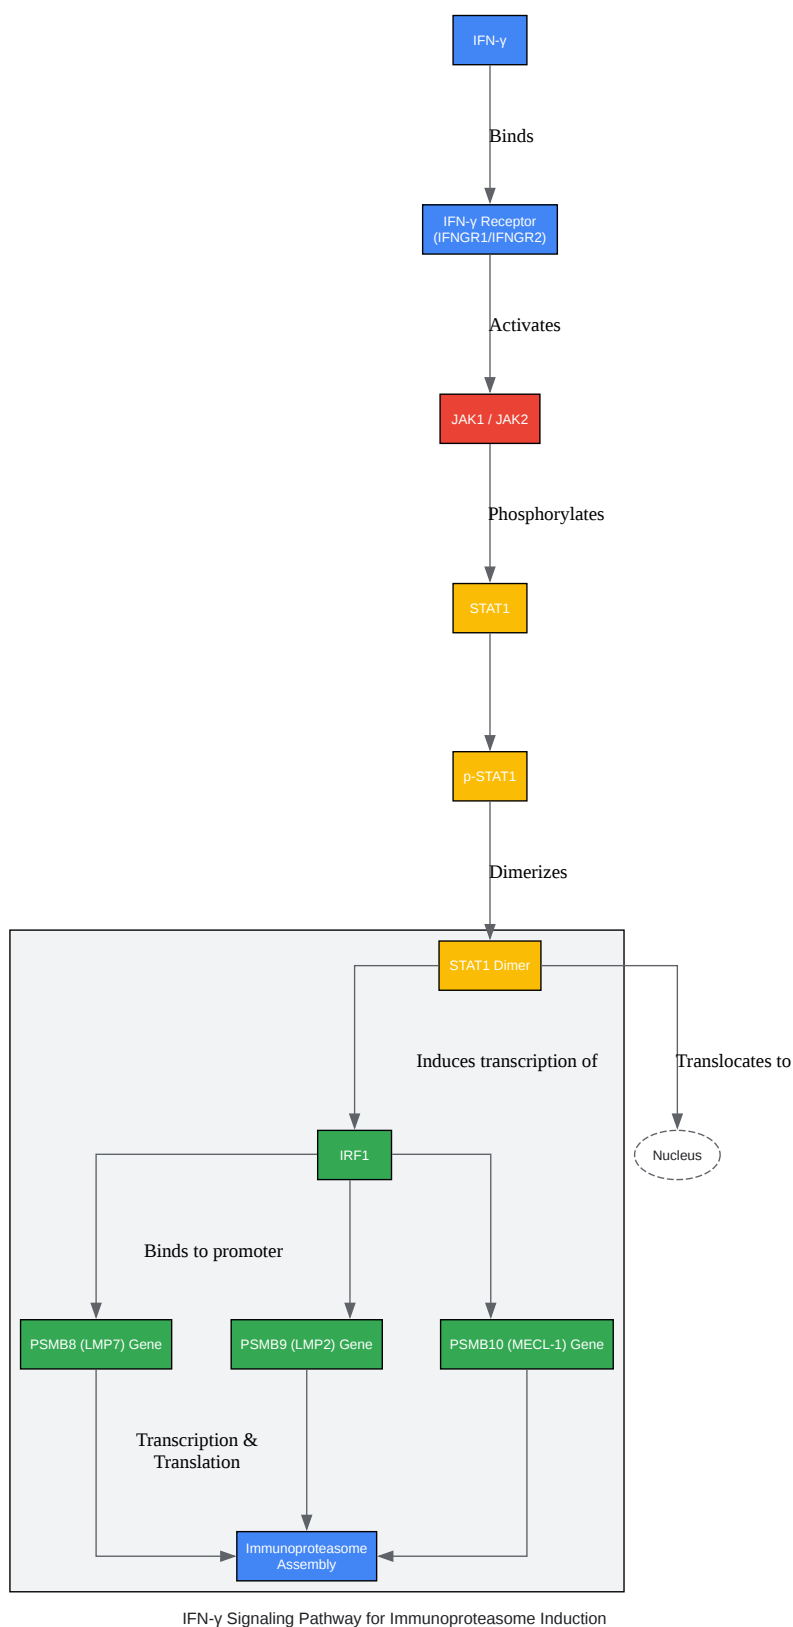 IFN-γ
Binds
IFN-γ Receptor
(IFNGR1/IFNGR2)
Activates
JAK1 / JAK2
Phosphorylates
STAT1
p-STAT1
Dimerizes
STAT1 Dimer
Induces transcription of
Translocates to
IRF1
Nucleus
Binds to promoter
PSMB8 (LMP7) Gene
PSMB9 (LMP2) Gene
PSMB10 (MECL-1) Gene
Transcription &
Translation
Immunoproteasome
Assembly
IFN-γ Signaling Pathway for Immunoproteasome Induction